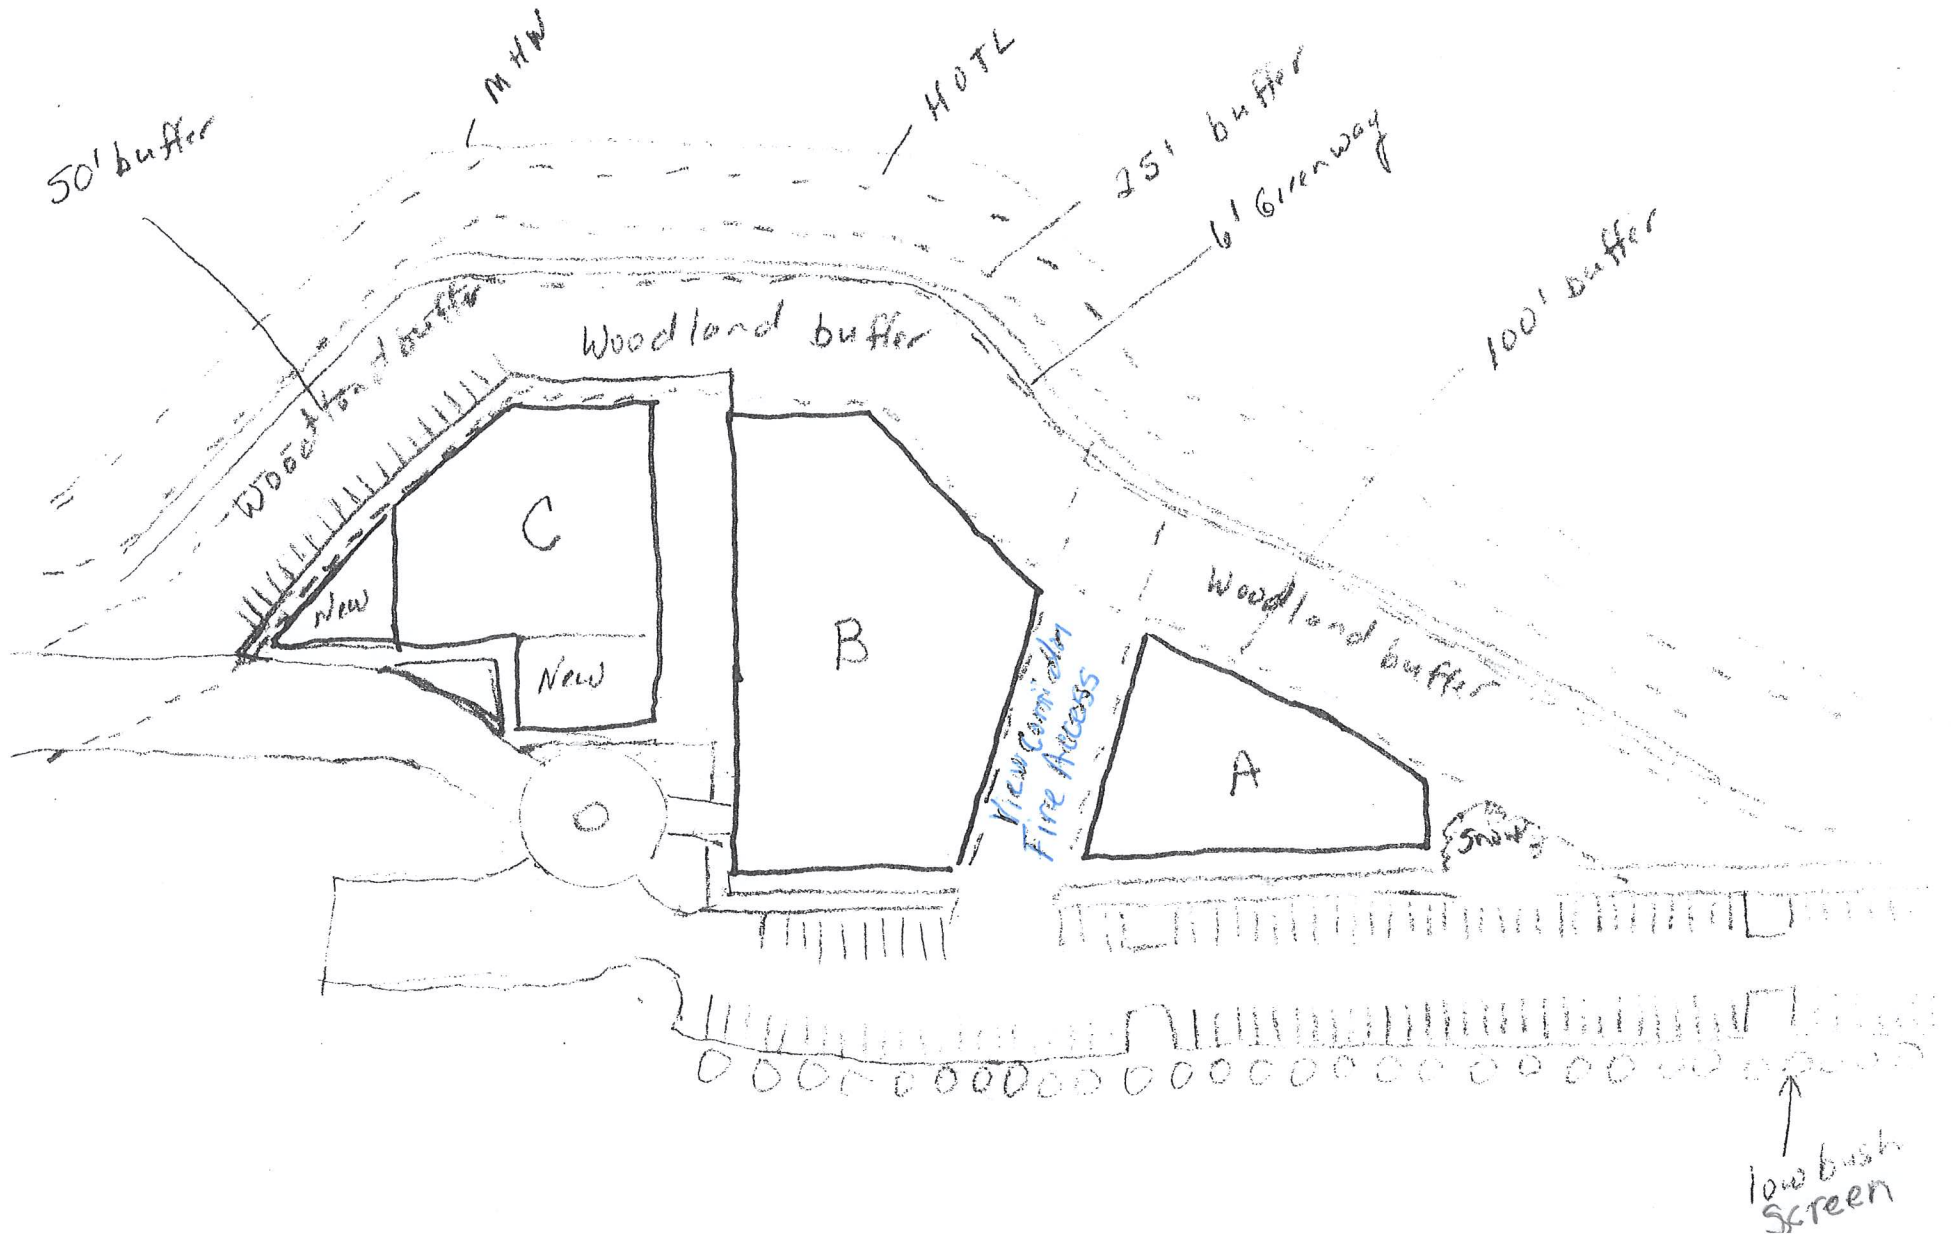 MHW
HOTL
50' buffer
25' buffer
6' Greenway
100' buffer
Woodland buffer
Woodland buffer
Woodland buffer
C
New
New
B
View Corridor
Fire Access
A
Snow
low bush
screen